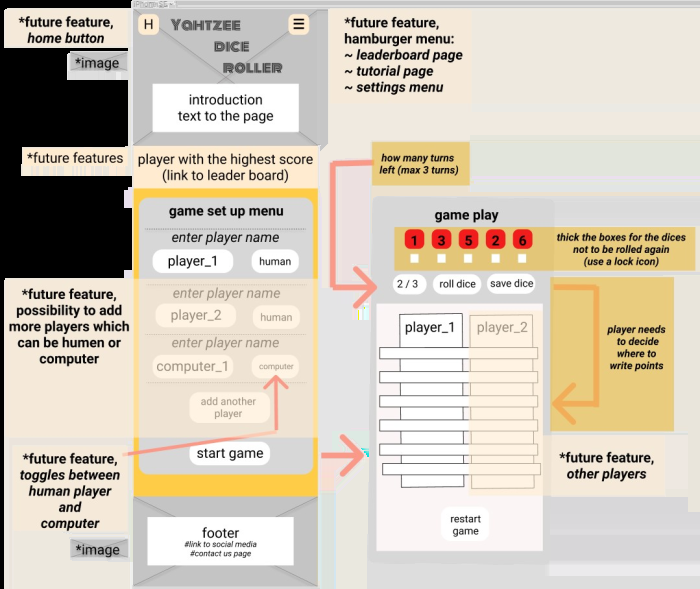 iPhone SE
*future feature,
home button
*image
H
YAHTZEE
DICE
ROLLER
introduction
text to the page
*future feature,
hamburger menu:
~ leaderboard page
~ tutorial page
~ settings menu
*future features
player with the highest score
(link to leader board)
how many turns
left (max 3 turns)
game set up menu
enter player name
player_1
human
enter player name
player_2
human
enter player name
computer_1
computer
add another
player
start game
*future feature,
possibility to add
more players which
can be humen or
computer
*future feature,
toggles between
human player
and
computer
*image
footer
#link to social media
#contact us page
game play
1 3 5 2 6
thick the boxes for the dices
not to be rolled again
(use a lock icon)
2 / 3
roll dice
save dice
player_1
player_2
player needs
to decide
where to
write points
*future feature,
other players
restart
game